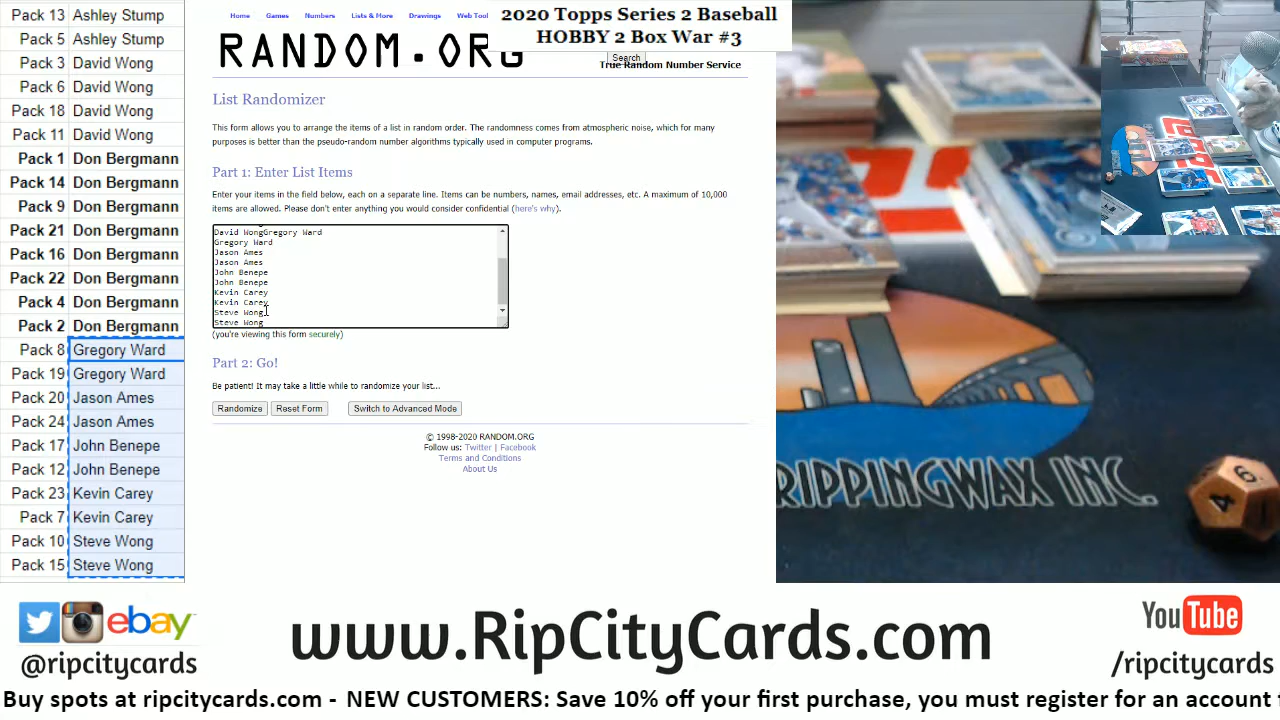 Pack 13 Ashley Stump
Pack 5 Ashley Stump
Pack 3 David Wong
Pack 6 David Wong
Pack 18 David Wong
Pack 11 David Wong
Pack 1 Don Bergmann
Pack 14 Don Bergmann
Pack 9 Don Bergmann
Pack 21 Don Bergmann
Pack 16 Don Bergmann
Pack 22 Don Bergmann
Pack 4 Don Bergmann
Pack 2 Don Bergmann
Pack 8 Gregory Ward
Pack 19 Gregory Ward
Pack 20 Jason Ames
Pack 24 Jason Ames
Pack 17 John Benepe
Pack 12 John Benepe
Pack 23 Kevin Carey
Pack 7 Kevin Carey
Pack 10 Steve Wong
Pack 15 Steve Wong
Home Games Numbers Lists & More Drawings Web Tool
2020 Topps Series 2 Baseball
HOBBY 2 Box War #3
RANDOM.ORG
Search
True Random Number Service
List Randomizer
This form allows you to arrange the items of a list in random order. The randomness comes from atmospheric noise, which for many
purposes is better than the pseudo-random number algorithms typically used in computer programs.
Part 1: Enter List Items
Enter your items in the field below, each on a separate line. Items can be numbers, names, email addresses, etc. A maximum of 10,000
items are allowed. Please don't enter anything you would consider confidential (here's why).
David WongGregory Ward
Gregory Ward
Jason Ames
Jason Ames
John Benepe
John Benepe
Kevin Carey
Kevin Carey
Steve Wong
Steve Wong
(you're viewing this form securely)
Part 2: Go!
Be patient! It may take a little while to randomize your list...
Randomize Reset Form Switch to Advanced Mode
© 1998-2020 RANDOM.ORG
Follow us: Twitter | Facebook
Terms and Conditions
About Us
RIPPINGWAX INC.
4
6
ebay
@ripcitycards
www.RipCityCards.com
YouTube
/ripcitycards
Buy spots at ripcitycards.com - NEW CUSTOMERS: Save 10% off your first purchase, you must register for an account